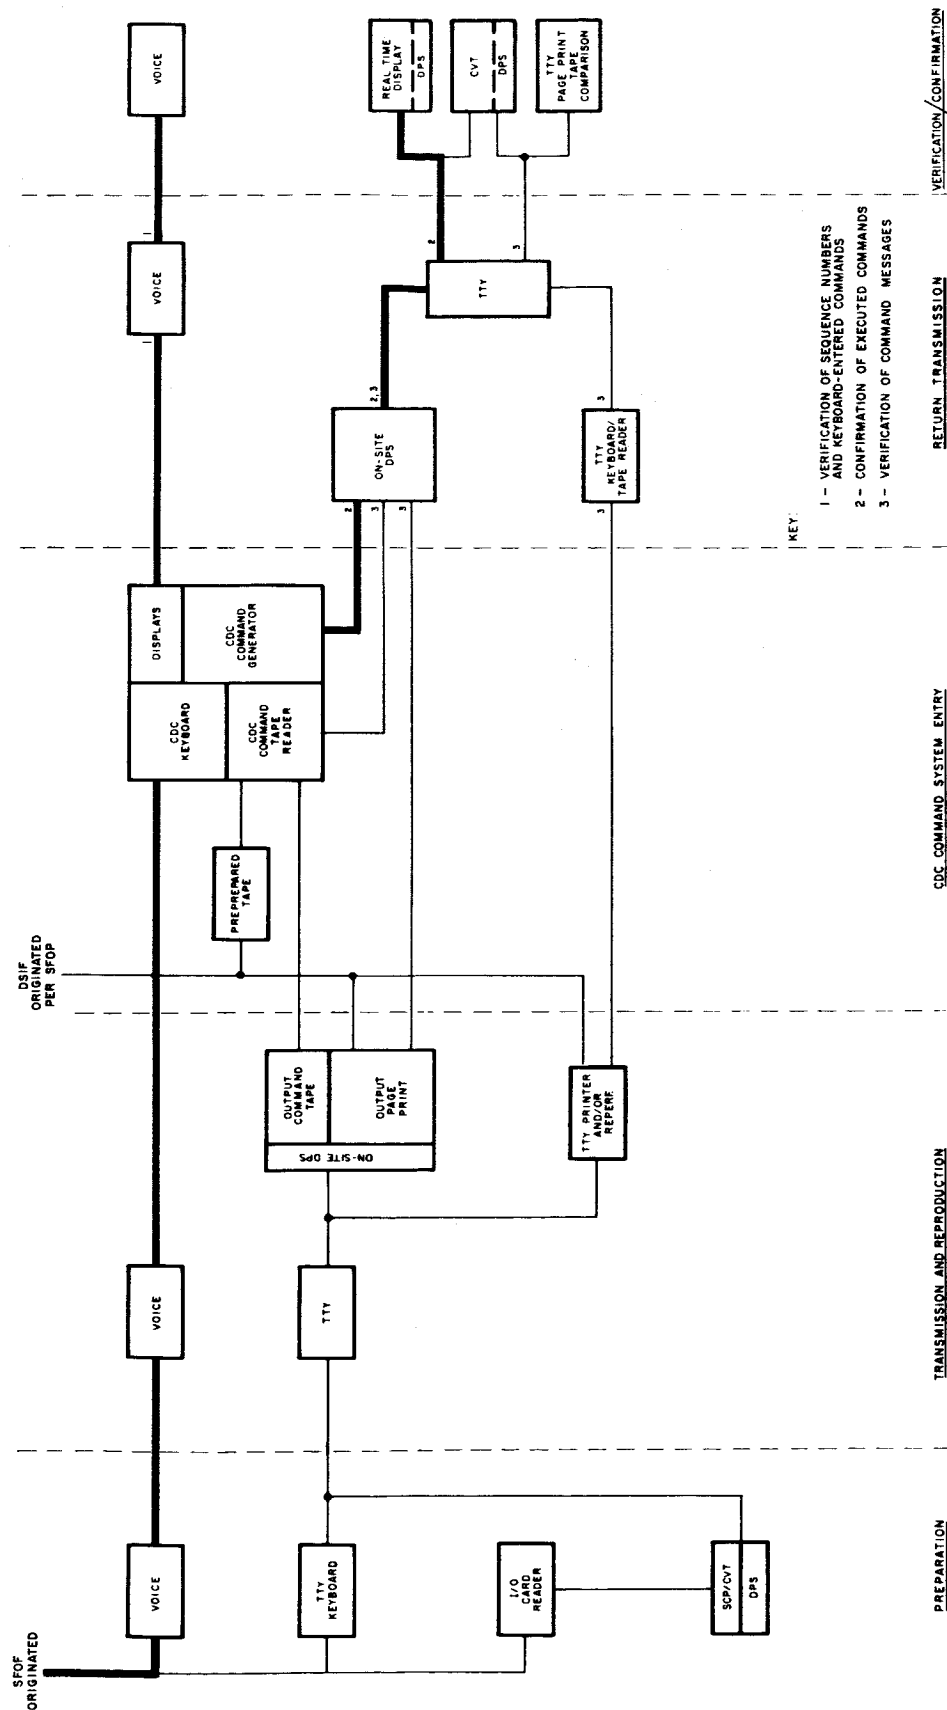 SFOF
ORIGINATED
VOICE
TTY
KEYBOARD
I/O
CARD
READER
SCP/CVT
DPS
PREPARATION
VOICE
TTY
ON-SITE DPS
OUTPUT
COMMAND
TAPE
OUTPUT
PAGE
PRINT
TTY PRINTER
AND/OR
REPERF.
TRANSMISSION AND REPRODUCTION
DSIF
ORIGINATED
PER SFOP
PREPREPARED
TAPE
CDC
KEYBOARD
CDC
COMMAND
TAPE
READER
DISPLAYS
CDC
COMMAND
GENERATOR
CDC COMMAND SYSTEM ENTRY
1
VOICE
1
2
3
3
ON-SITE
DPS
2,3
3
TTY
KEYBOARD/
TAPE READER
3
TTY
2
3
KEY:
1 - VERIFICATION OF SEQUENCE NUMBERS
AND KEYBOARD-ENTERED COMMANDS
2 - CONFIRMATION OF EXECUTED COMMANDS
3 - VERIFICATION OF COMMAND MESSAGES
RETURN TRANSMISSION
VOICE
REAL TIME
DISPLAY
DPS
CVT
DPS
TTY
PAGE PRINT
TAPE
COMPARISON
VERIFICATION/CONFIRMATION